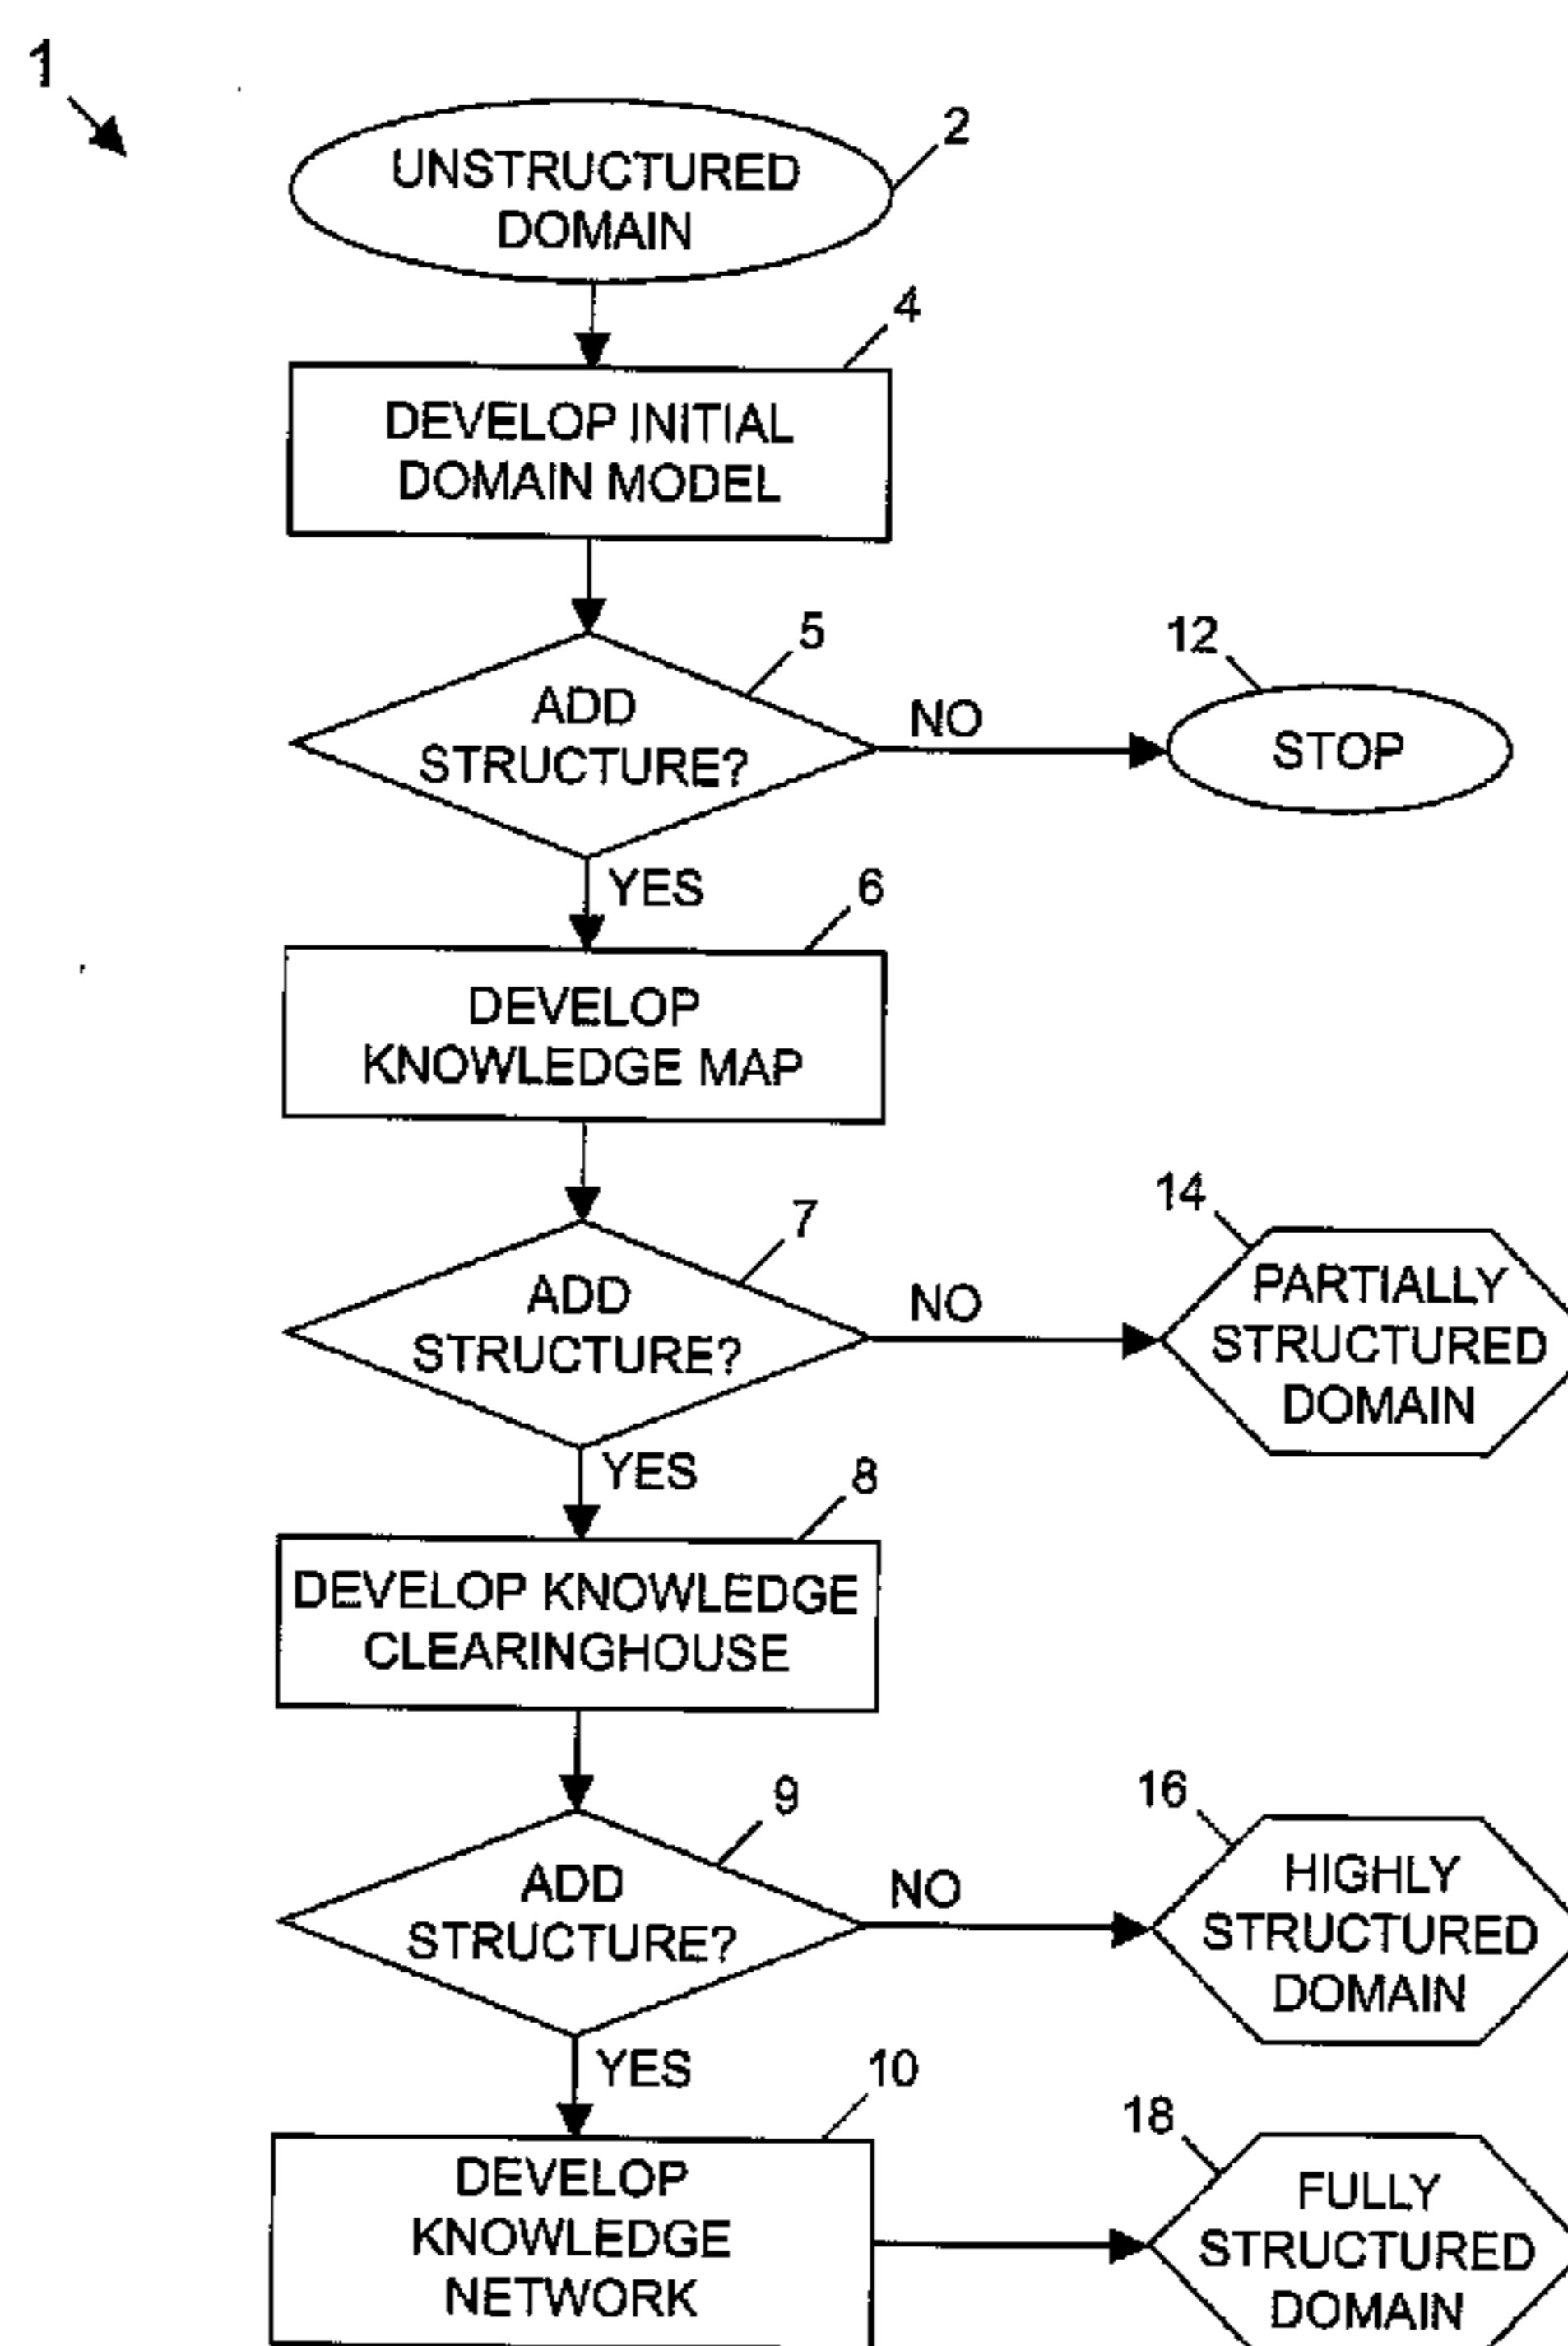 1
2
UNSTRUCTURED
DOMAIN
4
DEVELOP INITIAL
DOMAIN MODEL
5
ADD
STRUCTURE?
NO
12
STOP
YES
6
DEVELOP
KNOWLEDGE MAP
7
ADD
STRUCTURE?
NO
14
PARTIALLY
STRUCTURED
DOMAIN
YES
8
DEVELOP KNOWLEDGE
CLEARINGHOUSE
9
ADD
STRUCTURE?
NO
16
HIGHLY
STRUCTURED
DOMAIN
YES
10
DEVELOP
KNOWLEDGE
NETWORK
18
FULLY
STRUCTURED
DOMAIN